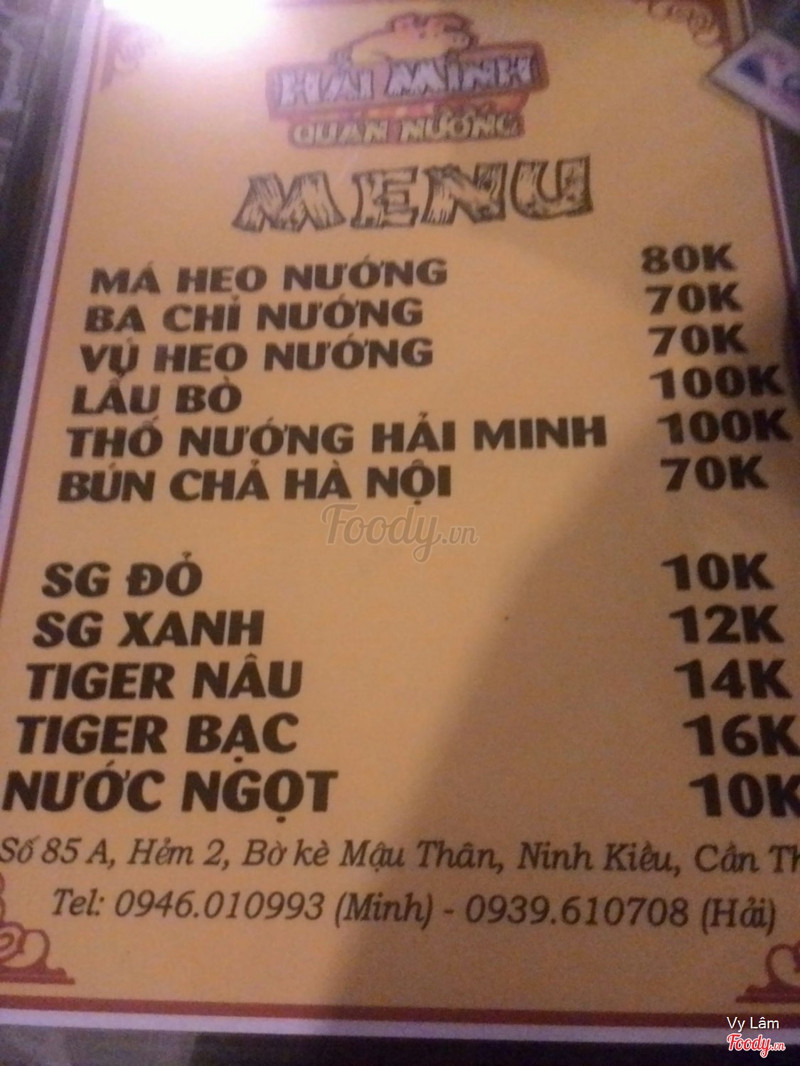 HẢI MINH
QUÁN NƯỚNG
MENU
MÁ HEO NƯỚNG 80K
BA CHỈ NƯỚNG 70K
VÚ HEO NƯỚNG 70K
LẨU BÒ 100K
THỐ NƯỚNG HẢI MINH 100K
BÚN CHẢ HÀ NỘI 70K
Foody.vn
SG ĐỎ 10K
SG XANH 12K
TIGER NÂU 14K
TIGER BẠC 16K
NƯỚC NGỌT 10K
Số 85 A, Hẻm 2, Bờ kè Mậu Thân, Ninh Kiều, Cần Th
Tel: 0946.010993 (Minh) - 0939.610708 (Hải)
Vy Lâm
Foody.vn